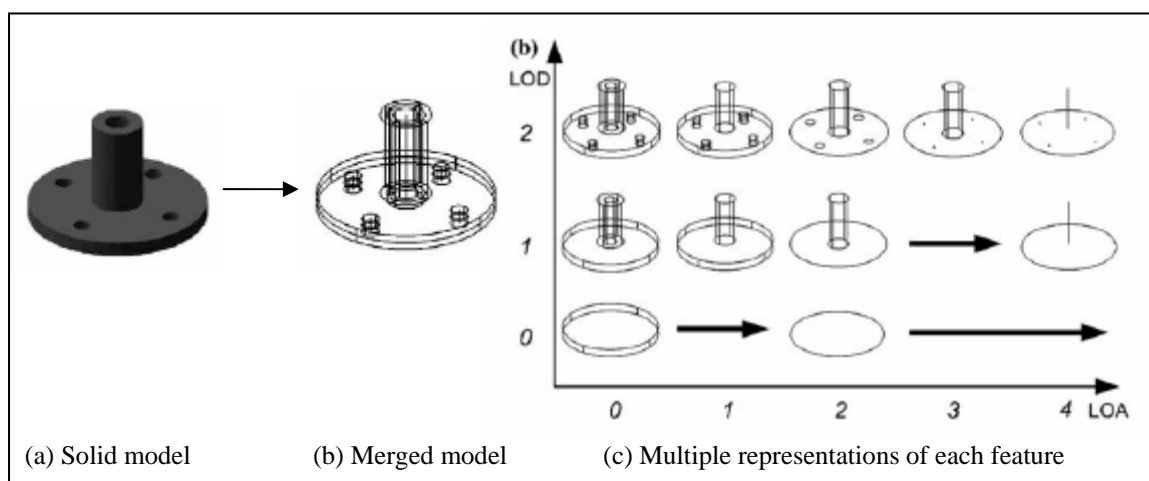 (b)
LOD
2
1
0
0 1 2 3 4 LOA
(a) Solid model (b) Merged model (c) Multiple representations of each feature